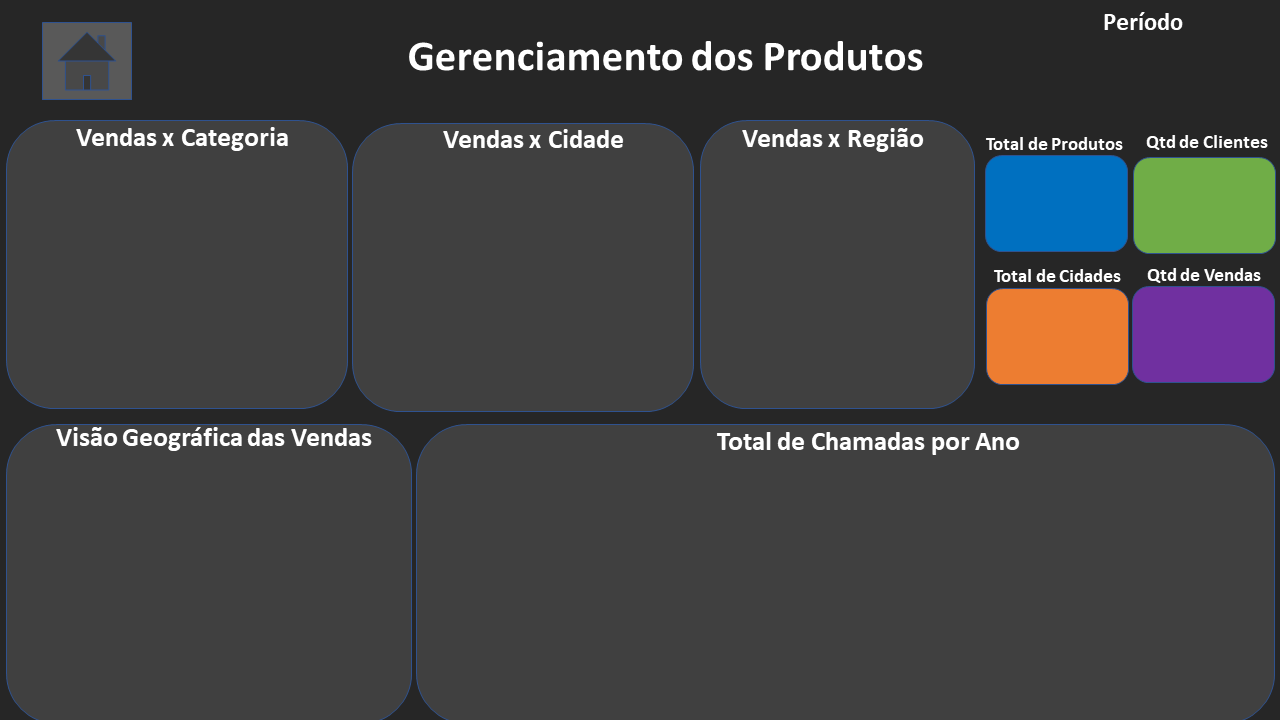 Período
Gerenciamento dos Produtos
Vendas x Categoria
Vendas x Cidade
Vendas x Região
Total de Produtos
Qtd de Clientes
Total de Cidades
Qtd de Vendas
Visão Geográfica das Vendas
Total de Chamadas por Ano